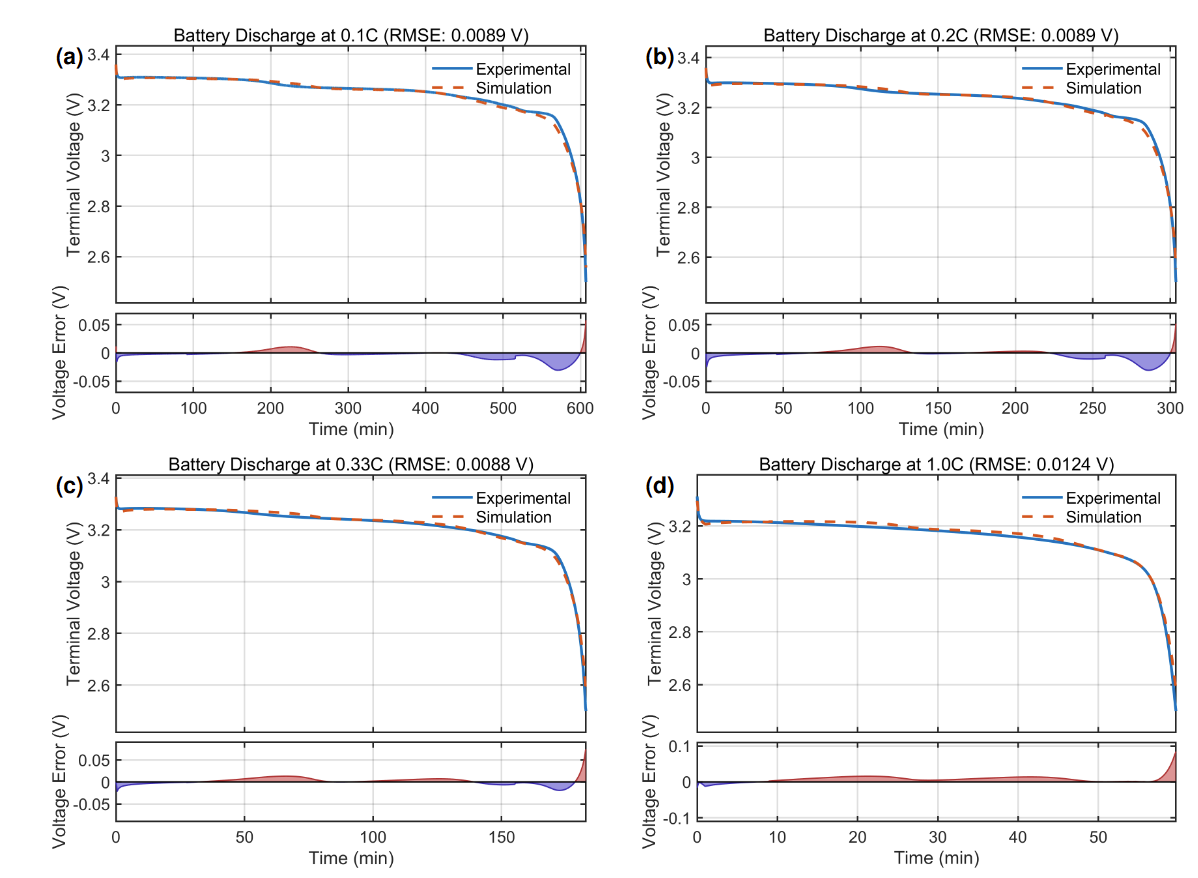 (a)
Battery Discharge at 0.1C (RMSE: 0.0089 V)
3.4
3.2
3
2.8
2.6
Terminal Voltage (V)
Experimental
Simulation
0.05
0
-0.05
Voltage Error (V)
0 100 200 300 400 500 600
Time (min)
(b)
Battery Discharge at 0.2C (RMSE: 0.0089 V)
3.4
3.2
3
2.8
2.6
Terminal Voltage (V)
Experimental
Simulation
0.05
0
-0.05
Voltage Error (V)
0 50 100 150 200 250 300
Time (min)
(c)
Battery Discharge at 0.33C (RMSE: 0.0088 V)
3.4
3.2
3
2.8
2.6
Terminal Voltage (V)
Experimental
Simulation
0.05
0
-0.05
Voltage Error (V)
0 50 100 150
Time (min)
(d)
Battery Discharge at 1.0C (RMSE: 0.0124 V)
3.2
3
2.8
2.6
Terminal Voltage (V)
Experimental
Simulation
0.1
0
-0.1
Voltage Error (V)
0 10 20 30 40 50
Time (min)